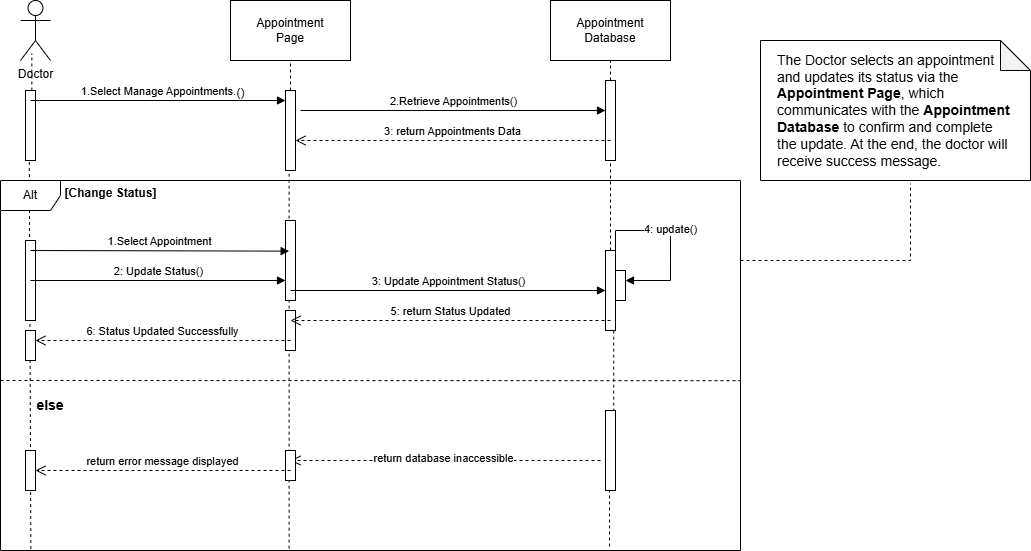 Appointment
Page
Appointment
Database
Doctor
The Doctor selects an appointment
and updates its status via the
Appointment Page, which
communicates with the Appointment
Database to confirm and complete
the update. At the end, the doctor will
receive success message.
1.Select Manage Appointments.()
2.Retrieve Appointments()
3: return Appointments Data
Alt
[Change Status]
4: update()
1.Select Appointment
2: Update Status()
3: Update Appointment Status()
5: return Status Updated
6: Status Updated Successfully
else
return error message displayed
return database inaccessible